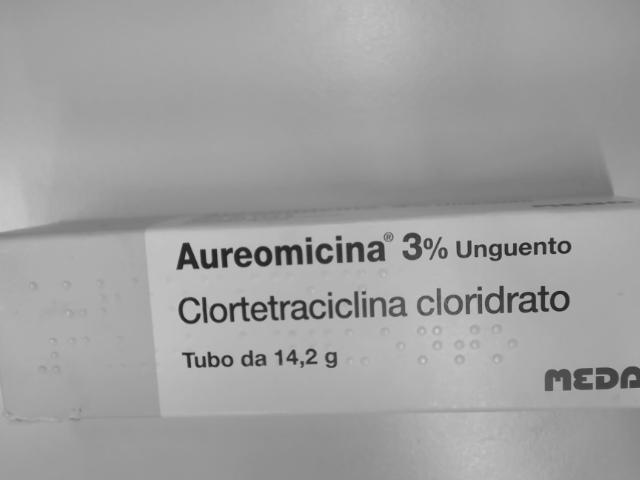 Aureomicina® 3% Unguento
Clortetraciclina cloridrato
Tubo da 14,2 g
MEDA